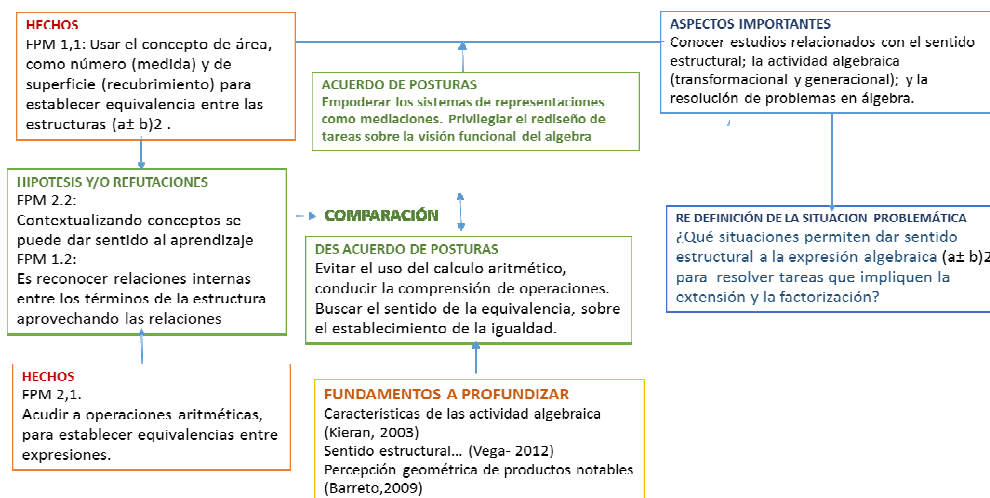 HECHOS
FPM 1,1: Usar el concepto de área,
como número (medida) y de
superficie (recubrimiento) para
establecer equivalencia entre las
estructuras (a± b)2 .
HIPOTESIS Y/O REFUTACIONES
FPM 2.2:
Contextualizando conceptos se
puede dar sentido al aprendizaje
FPM 1.2:
Es reconocer relaciones internas
entre los términos de la estructura
aprovechando las relaciones
HECHOS
FPM 2,1.
Acudir a operaciones aritméticas,
para establecer equivalencias entre
expresiones.
ACUERDO DE POSTURAS
Empoderar los sistemas de representaciones
como mediaciones. Privilegiar el rediseño de
tareas sobre la visión funcional del algebra
COMPARACIÓN
DES ACUERDO DE POSTURAS
Evitar el uso del calculo aritmético,
conducir la comprensión de operaciones.
Buscar el sentido de la equivalencia, sobre
el establecimiento de la igualdad.
FUNDAMENTOS A PROFUNDIZAR
Características de las actividad algebraica
(Kieran, 2003)
Sentido estructural... (Vega- 2012)
Percepción geométrica de productos notables
(Barreto,2009)
ASPECTOS IMPORTANTES
Conocer estudios relacionados con el sentido
estructural; la actividad algebraica
(transformacional y generacional); y la
resolución de problemas en álgebra.
RE DEFINICIÓN DE LA SITUACION PROBLEMÁTICA
¿Qué situaciones permiten dar sentido
estructural a la expresión algebraica (a± b)2
para resolver tareas que impliquen la
extensión y la factorización?